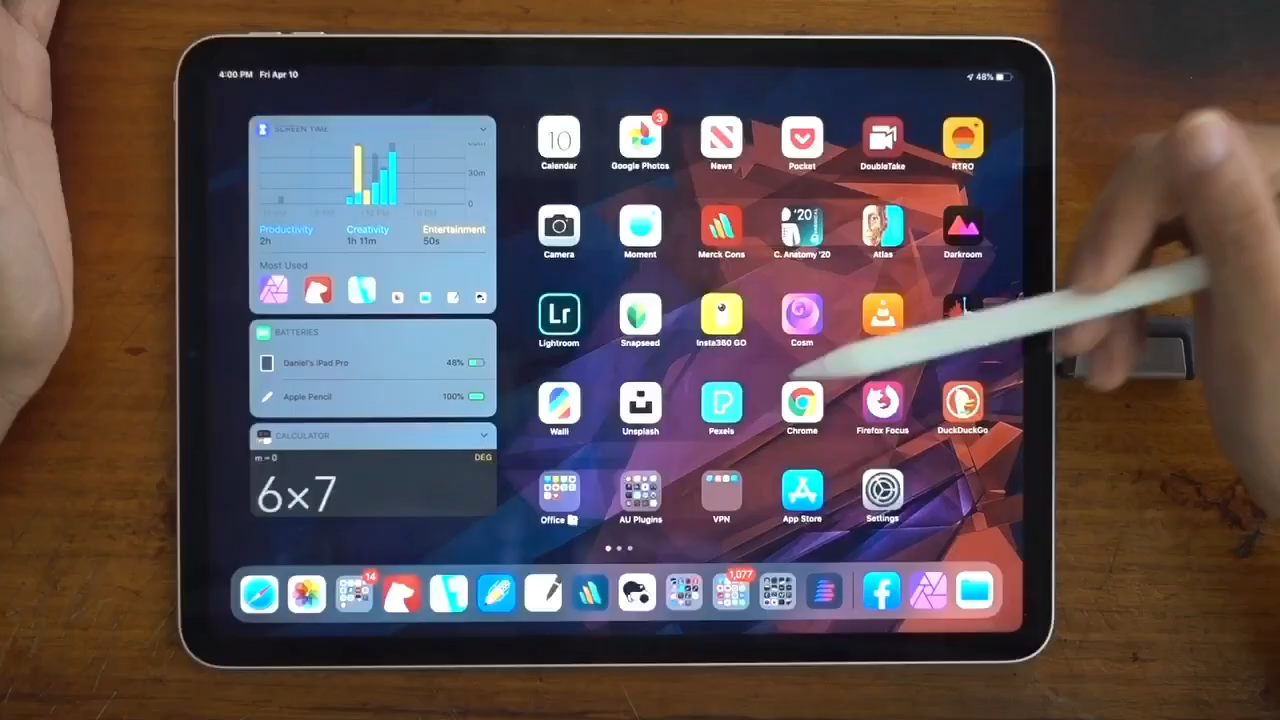 4:00 PM Fri Apr 10
48%
SCREEN TIME
30m
0
Productivity
2h
Creativity
1h 11m
Entertainment
50s
Most Used
BATTERIES
Daniel's iPad Pro
48%
Apple Pencil
100%
CALCULATOR
m=0
DEG
6×7
10
3
Calendar
Google Photos
News
Pocket
DoubleTake
RTRO
'20
Camera
Moment
Merck Cons
C. Anatomy '20
Atlas
Darkroom
Lr
Lightroom
Snapseed
Insta360 GO
Cosm
Walli
Unsplash
Pexels
Chrome
Firefox Focus
DuckDuckGo
Office
AU Plugins
VPN
App Store
Settings
14
1,077